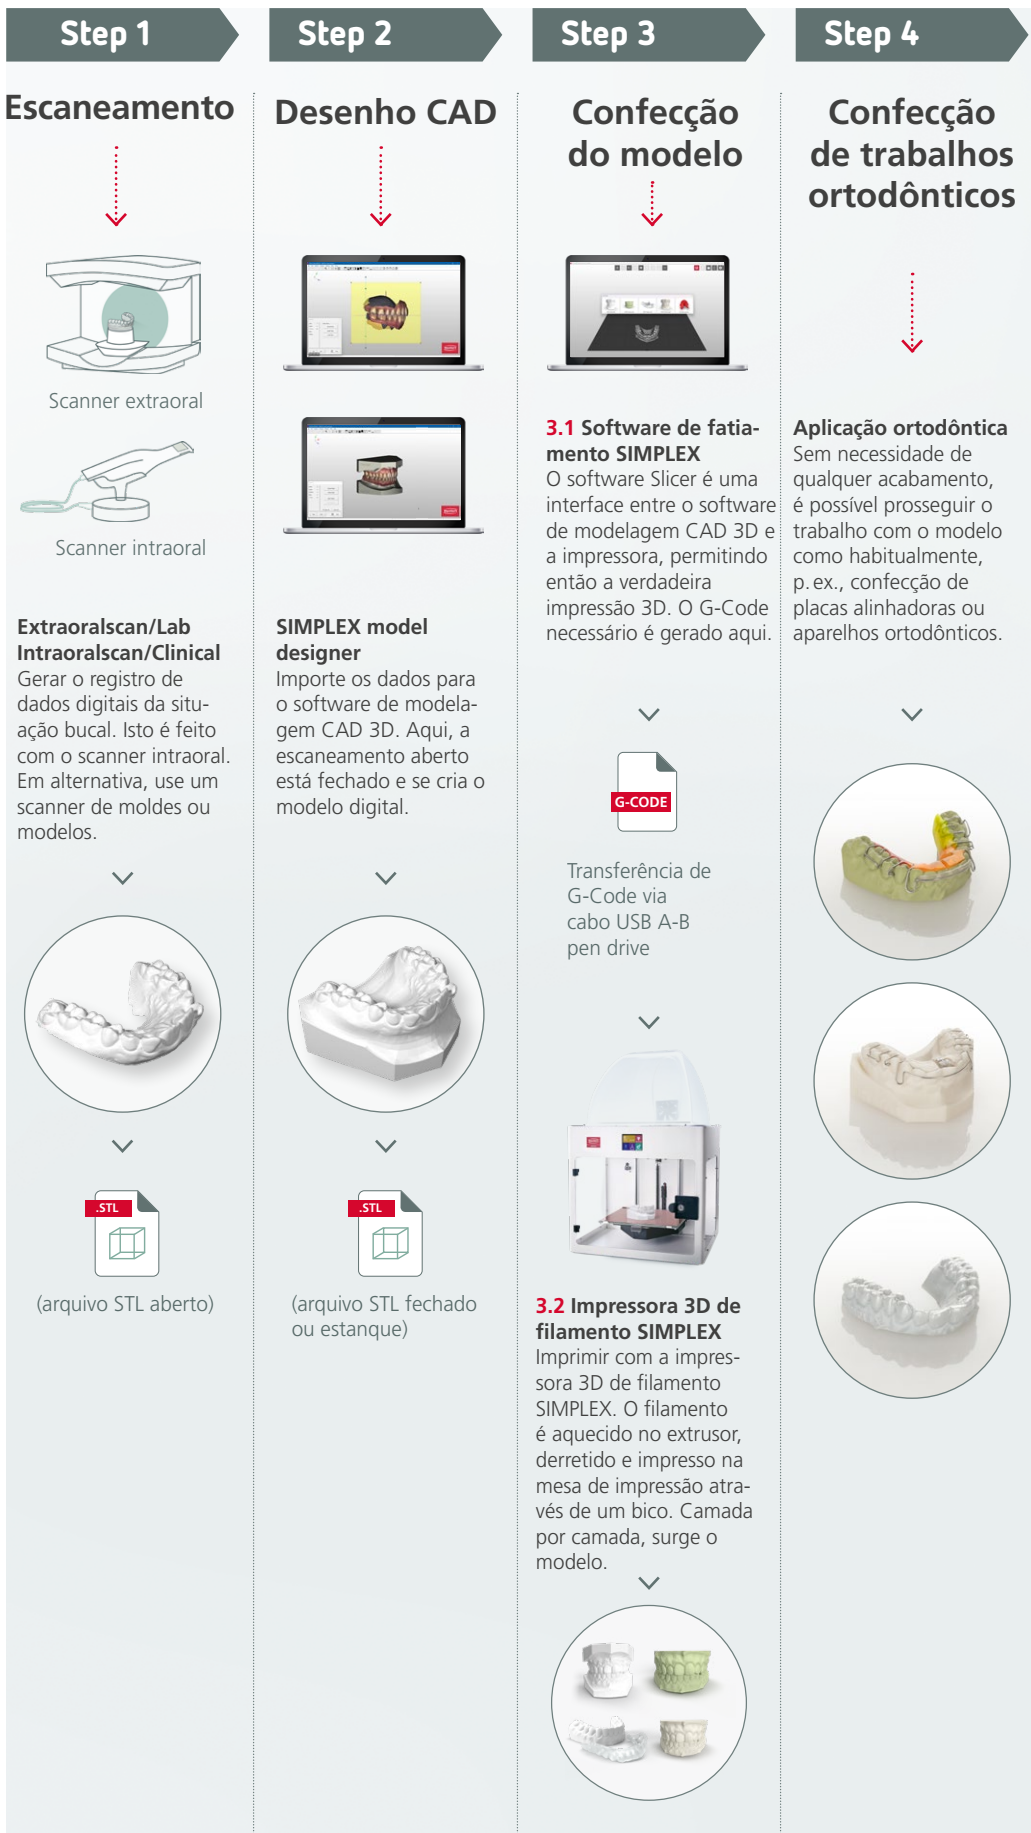 Step 1
Escaneamento
Scanner extraoral
Scanner intraoral
Extraoralscan/Lab
Intraoralscan/Clinical
Gerar o registro de
dados digitais da situ-
ação bucal. Isto é feito
com o scanner intraoral.
Em alternativa, use um
scanner de moldes ou
modelos.
.STL
(arquivo STL aberto)
Step 2
Desenho CAD
SIMPLEX model
designer
Importe os dados para
o software de modela-
gem CAD 3D. Aqui, a
escaneamento aberto
está fechado e se cria o
modelo digital.
.STL
(arquivo STL fechado
ou estanque)
Step 3
Confecção
do modelo
3.1 Software de fatia-
mento SIMPLEX
O software Slicer é uma
interface entre o software
de modelagem CAD 3D e
a impressora, permitindo
então a verdadeira
impressão 3D. O G-Code
necessário é gerado aqui.
G-CODE
Transferência de
G-Code via
cabo USB A-B
pen drive
3.2 Impressora 3D de
filamento SIMPLEX
Imprimir com a impres-
sora 3D de filamento
SIMPLEX. O filamento
é aquecido no extrusor,
derretido e impresso na
mesa de impressão atra-
vés de um bico. Camada
por camada, surge o
modelo.
Step 4
Confecção
de trabalhos
ortodônticos
Aplicação ortodôntica
Sem necessidade de
qualquer acabamento,
é possível prosseguir o
trabalho com o modelo
como habitualmente,
p. ex., confecção de
placas alinhadoras ou
aparelhos ortodônticos.